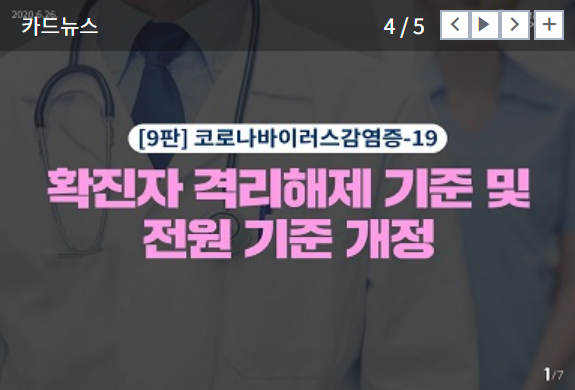 2020.6.26
카드뉴스
4 / 5
[9판] 코로나바이러스감염증-19
확진자 격리해제 기준 및
전원 기준 개정
1/7